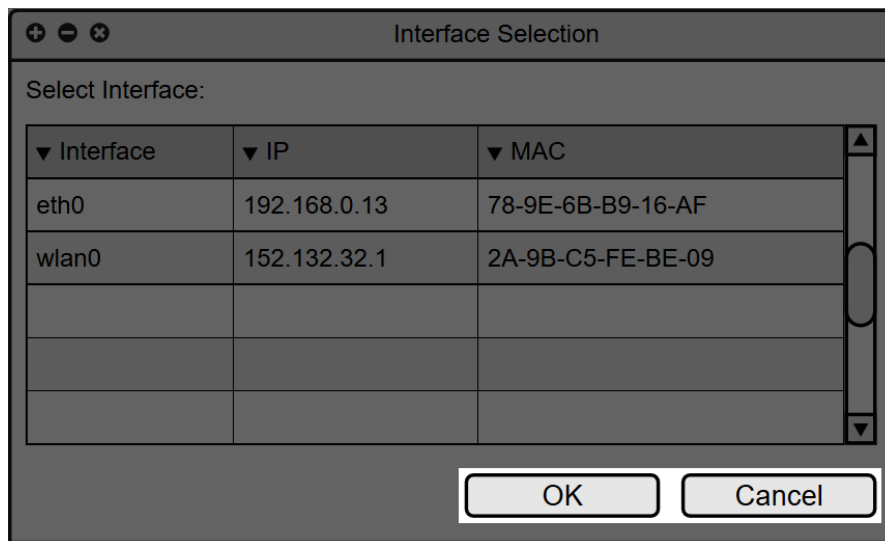 Interface Selection
Select Interface:
▼ Interface ▼ IP ▼ MAC
eth0 192.168.0.13 78-9E-6B-B9-16-AF
wlan0 152.132.32.1 2A-9B-C5-FE-BE-09
OK Cancel